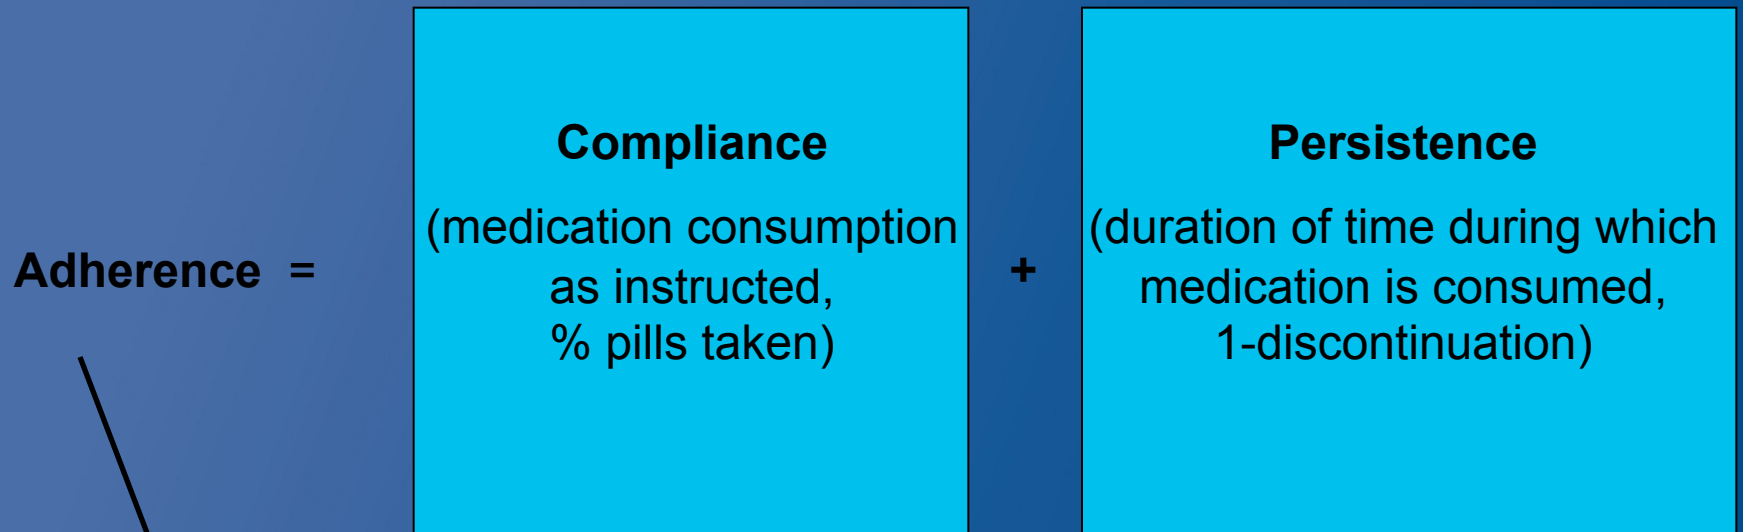 Adherence =
Compliance
(medication consumption
as instructed,
% pills taken)
+
Persistence
(duration of time during which
medication is consumed,
1-discontinuation)